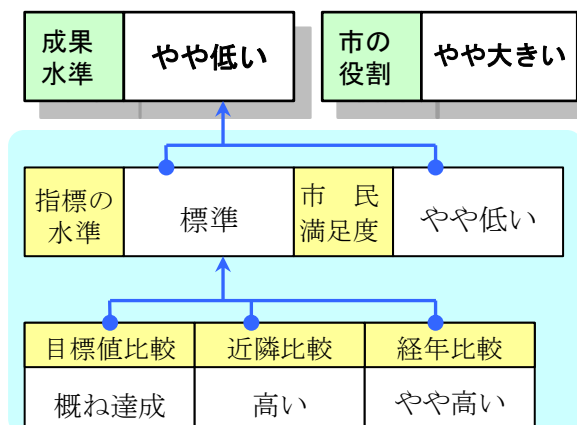 成果
水準
やや低い
市の
役割
やや大きい
指標の
水準
標準
市 民
満足度
やや低い
目標値比較
近隣比較
経年比較
概ね達成
高い
やや高い